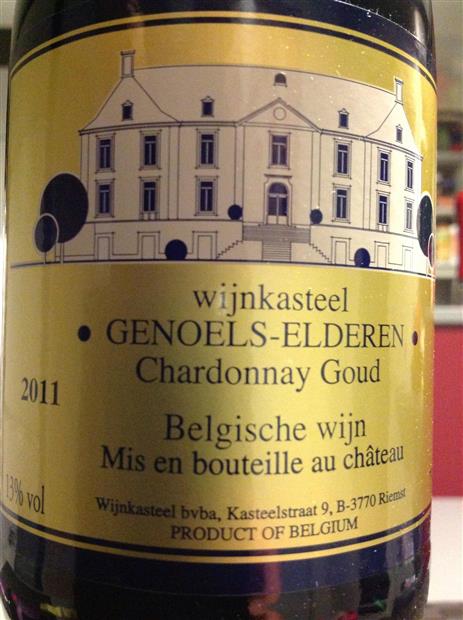 wijnkasteel
• GENOELS-ELDEREN •
Chardonnay Goud
2011
Belgische wijn
Mis en bouteille au château
13% vol
Wijnkasteel bvba, Kasteelstraat 9, B-3770 Riemst
PRODUCT OF BELGIUM